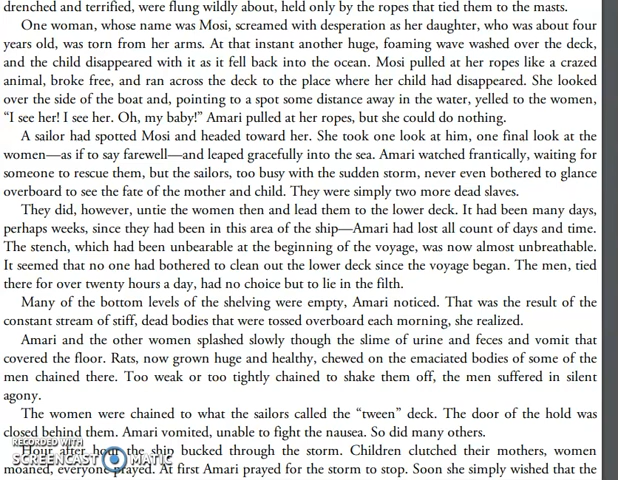 drenched and terrified, were flung wildly about, held only by the ropes that tied them to the masts.
One woman, whose name was Mosi, screamed with desperation as her daughter, who was about four
years old, was torn from her arms. At that instant another huge, foaming wave washed over the deck,
and the child disappeared with it as it fell back into the ocean. Mosi pulled at her ropes like a crazed
animal, broke free, and ran across the deck to the place where her child had disappeared. She looked
over the side of the boat and, pointing to a spot some distance away in the water, yelled to the women,
“I see her! I see her. Oh, my baby!” Amari pulled at her ropes, but she could do nothing.
A sailor had spotted Mosi and headed toward her. She took one look at him, one final look at the
women—as if to say farewell—and leaped gracefully into the sea. Amari watched frantically, waiting for
someone to rescue them, but the sailors, too busy with the sudden storm, never even bothered to glance
overboard to see the fate of the mother and child. They were simply two more dead slaves.
They did, however, untie the women then and lead them to the lower deck. It had been many days,
perhaps weeks, since they had been in this area of the ship—Amari had lost all count of days and time.
The stench, which had been unbearable at the beginning of the voyage, was now almost unbreathable.
It seemed that no one had bothered to clean out the lower deck since the voyage began. The men, tied
there for over twenty hours a day, had no choice but to lie in the filth.
Many of the bottom levels of the shelving were empty, Amari noticed. That was the result of the
constant stream of stiff, dead bodies that were tossed overboard each morning, she realized.
Amari and the other women splashed slowly though the slime of urine and feces and vomit that
covered the floor. Rats, now grown huge and healthy, chewed on the emaciated bodies of some of the
men chained there. Too weak or too tightly chained to shake them off, the men suffered in silent
agony.
The women were chained to what the sailors called the “tween” deck. The door of the hold was
closed behind them. Amari vomited, unable to fight the nausea. So did many others.
Hour after hour the ship bucked through the storm. Children clutched their mothers, women
moaned, everyone prayed. At first Amari prayed for the storm to stop. Soon she simply wished that the
RECORDED WITH
SCREENCAST MATIC